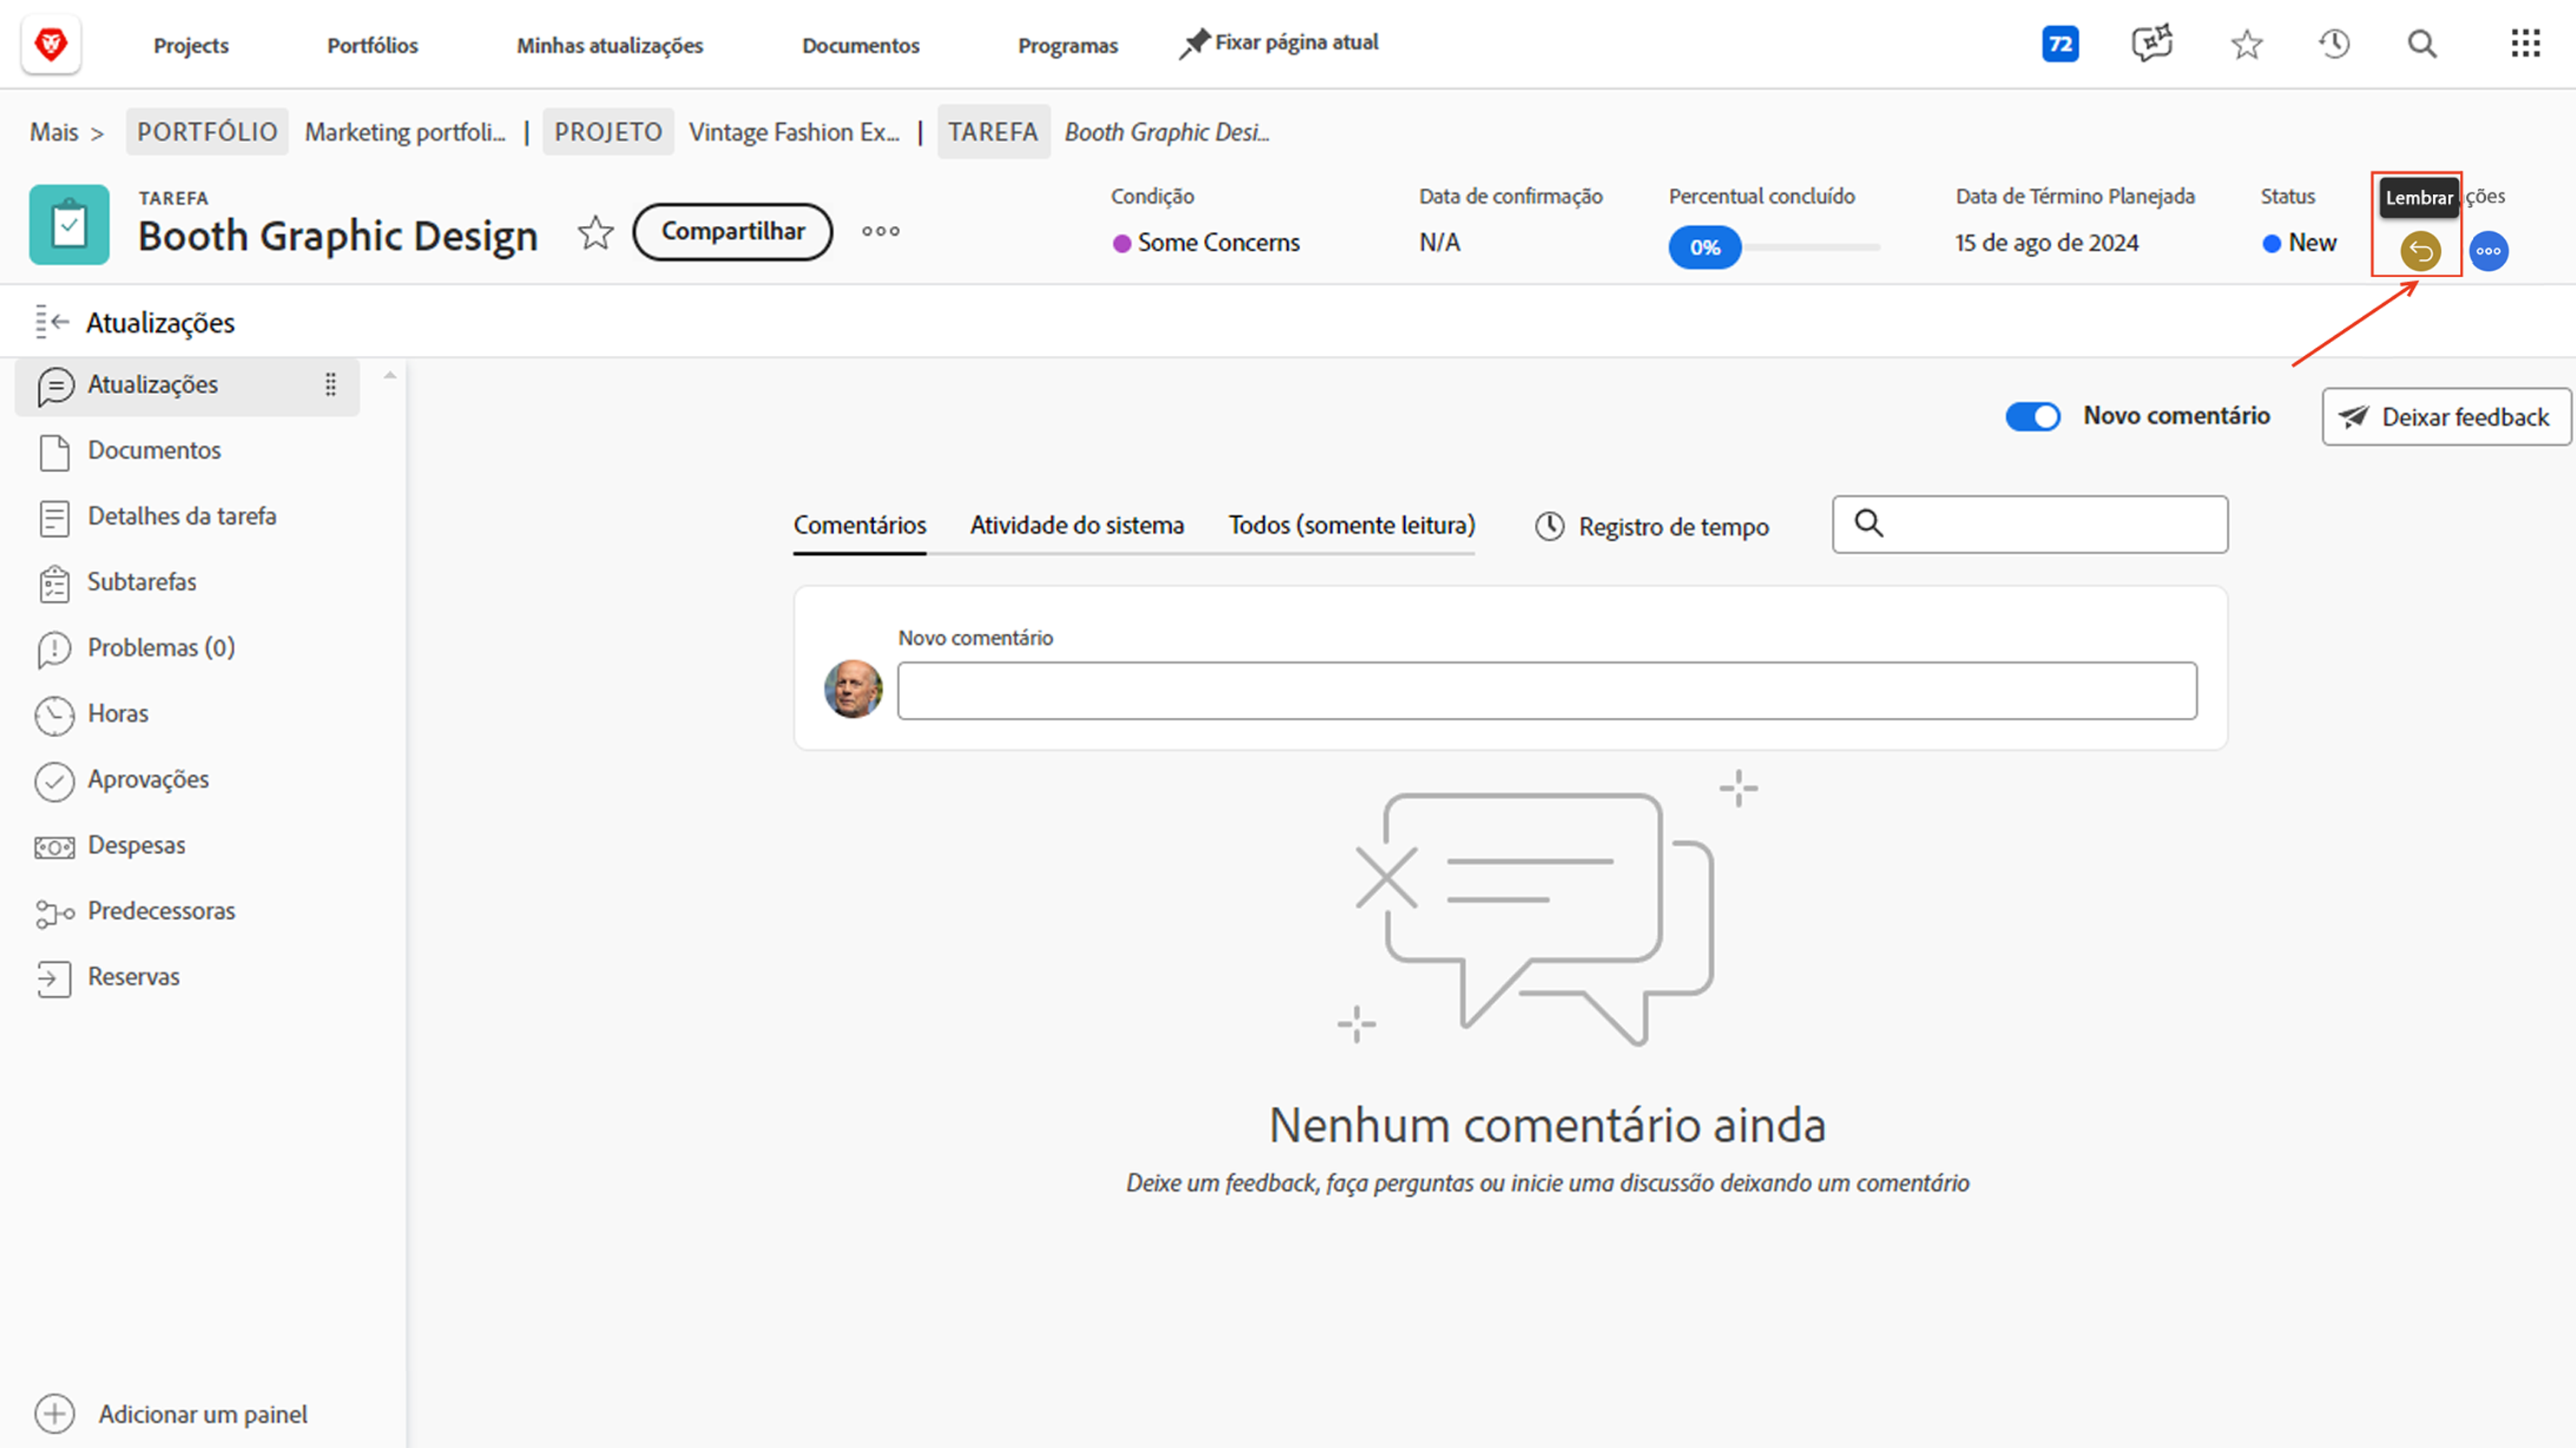 Projects Portfólios Minhas atualizações Documentos Programas Fixar página atual 72
Mais > PORTFÓLIO Marketing portfoli... | PROJETO Vintage Fashion Ex... | TAREFA Booth Graphic Desi...
TAREFA
Booth Graphic Design
Compartilhar
Condição
Some Concerns
Data de confirmação
N/A
Percentual concluído
0%
Data de Término Planejada
15 de ago de 2024
Status
New
Lembrar
ções
Atualizações
Atualizações
Documentos
Detalhes da tarefa
Subtarefas
Problemas (0)
Horas
Aprovações
Despesas
Predecessoras
Reservas
Adicionar um painel
Novo comentário
Deixar feedback
Comentários Atividade do sistema Todos (somente leitura) Registro de tempo
Novo comentário
Nenhum comentário ainda
Deixe um feedback, faça perguntas ou inicie uma discussão deixando um comentário